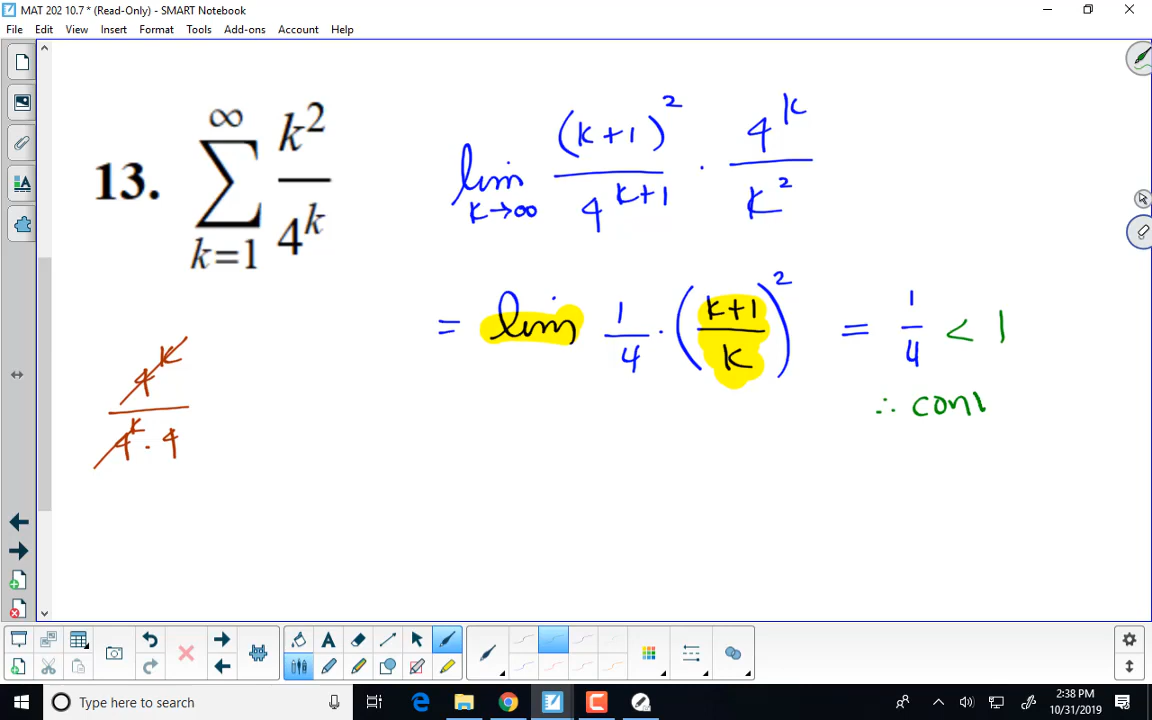 MAT 202 10.7 * (Read-Only) - SMART Notebook
File Edit View Insert Format Tools Add-ons Account Help
13. ∑_{k=1}^{∞} k²/4^k
lim_{k→∞} (k+1)²/4^{k+1} · 4^k/k²
= lim 1/4 · ((k+1)/k)² = 1/4 < 1
∴ conv
4^k/(4^k · 4)
Type here to search
2:38 PM
10/31/2019